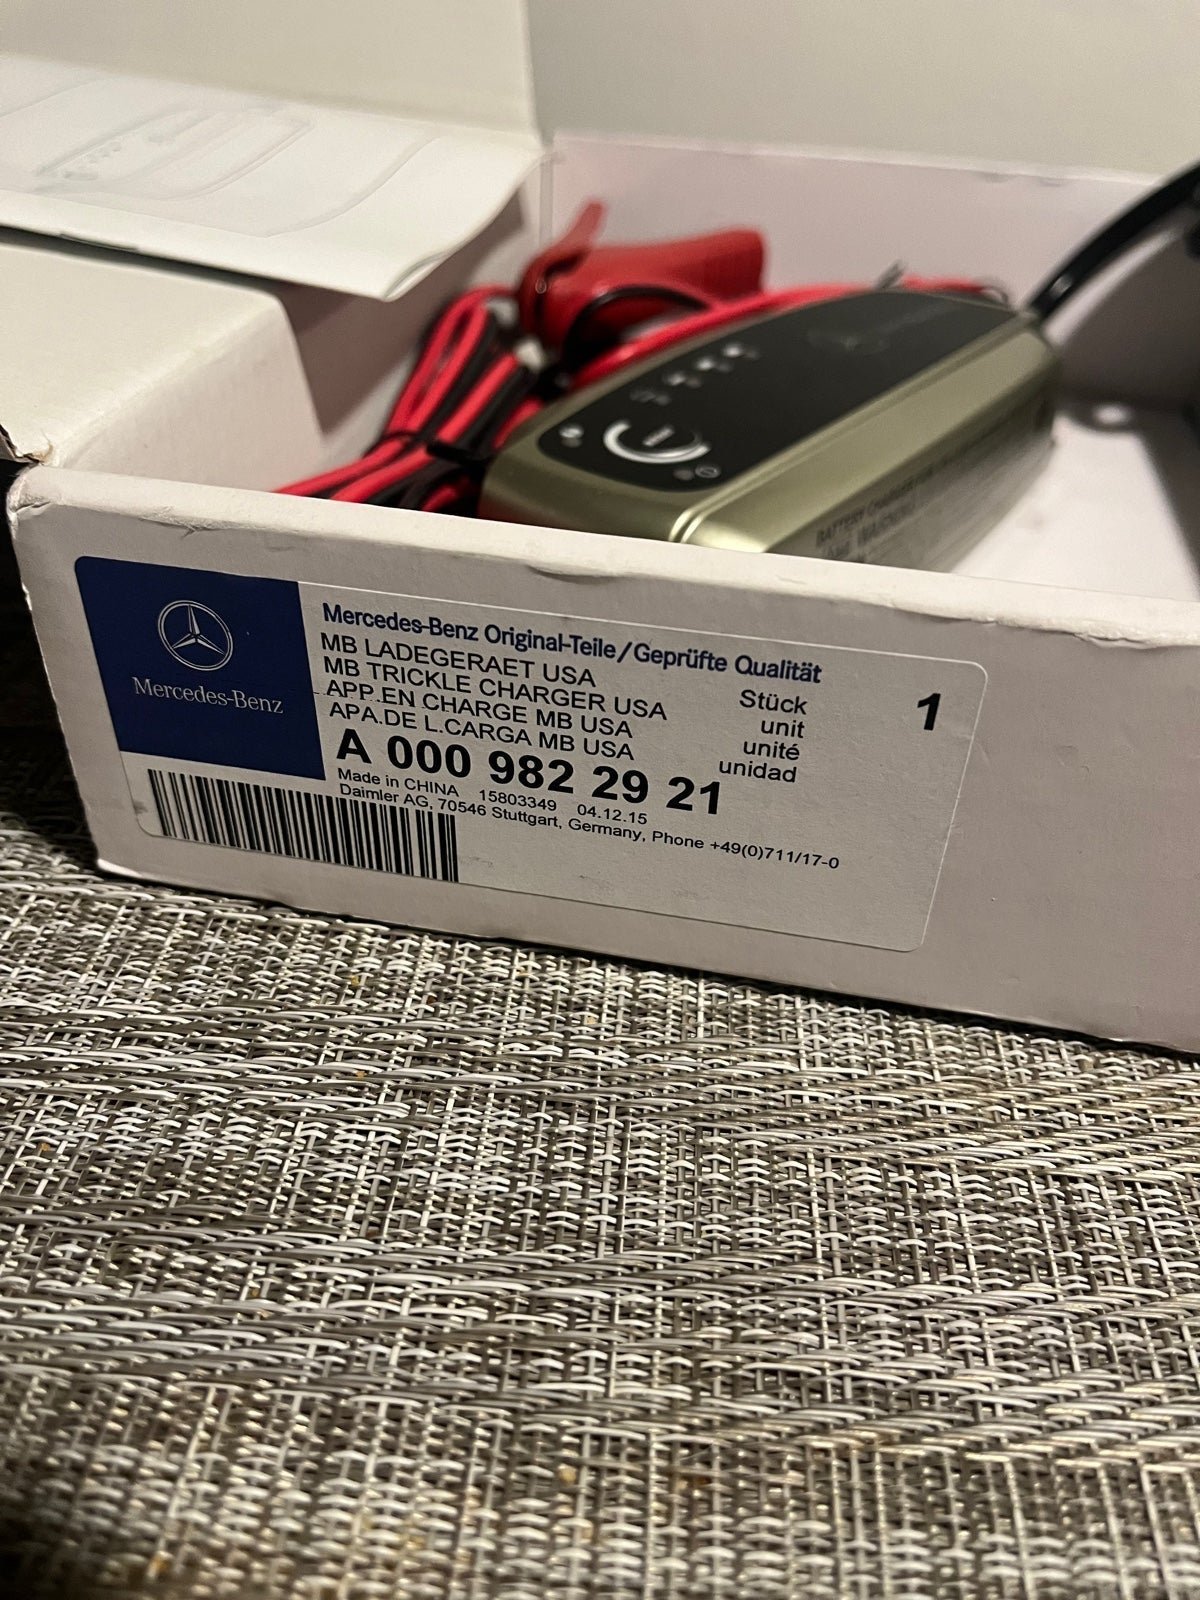 BATTERY CHARGER
Mercedes-Benz
Mercedes-Benz Original-Teile/Geprüfte Qualität
MB LADEGERAET USA
MB TRICKLE CHARGER USA
APP.EN CHARGE MB USA
APA.DE L.CARGA MB USA
Stück
unit
unité
unidad
1
A 000 982 29 21
Made in CHINA 15803349 04.12.15
Daimler AG, 70546 Stuttgart, Germany, Phone +49(0)711/17-0